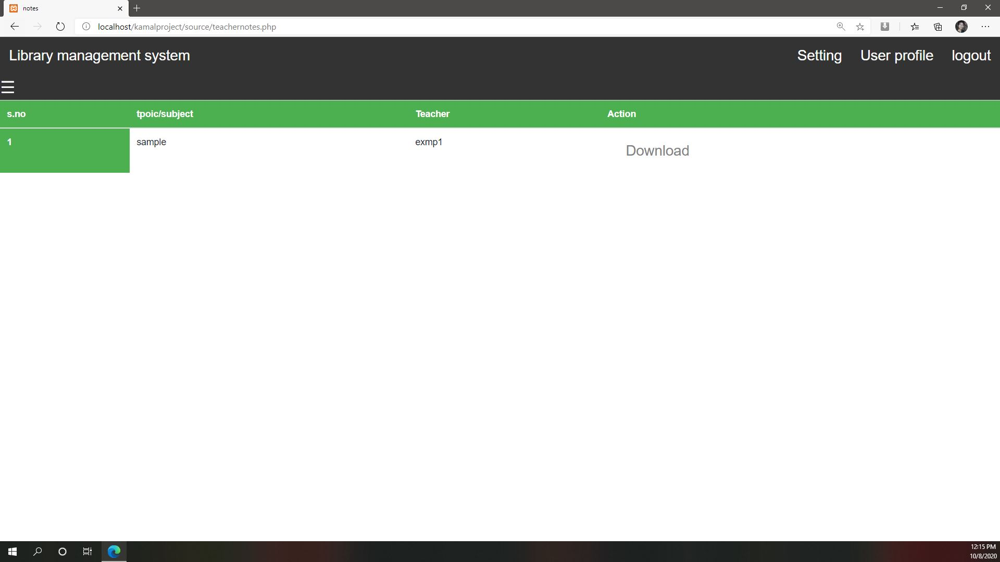 notes
localhost/kamalproject/source/teachernotes.php
Library management system Setting User profile logout
s.no tpoic/subject Teacher Action
1 sample exmp1 Download
12:15 PM
10/8/2020